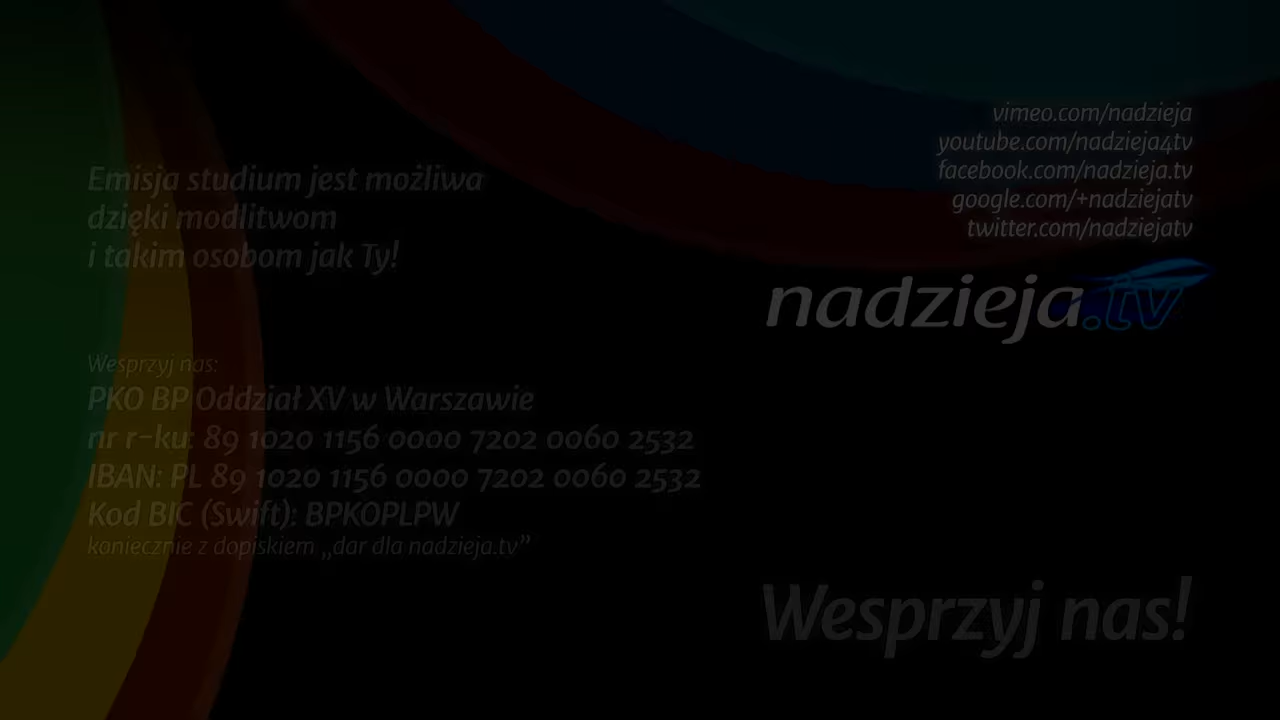 vimeo.com/nadzieja
youtube.com/nadzieja4tv
facebook.com/nadzieja.tv
google.com/+nadziejatv
twitter.com/nadziejatv
nadzieja.tv
Emisja studium jest możliwa
dzięki modlitwom
i takim osobom jak Ty!
Wesprzyj nas:
PKO BP Oddział XV w Warszawie
nr r-ku: 89 1020 1156 0000 7202 0060 2532
IBAN: PL 89 1020 1156 0000 7202 0060 2532
Kod BIC (Swift): BPKOPLPW
koniecznie z dopiskiem „dar dla nadzieja.tv”
Wesprzyj nas!